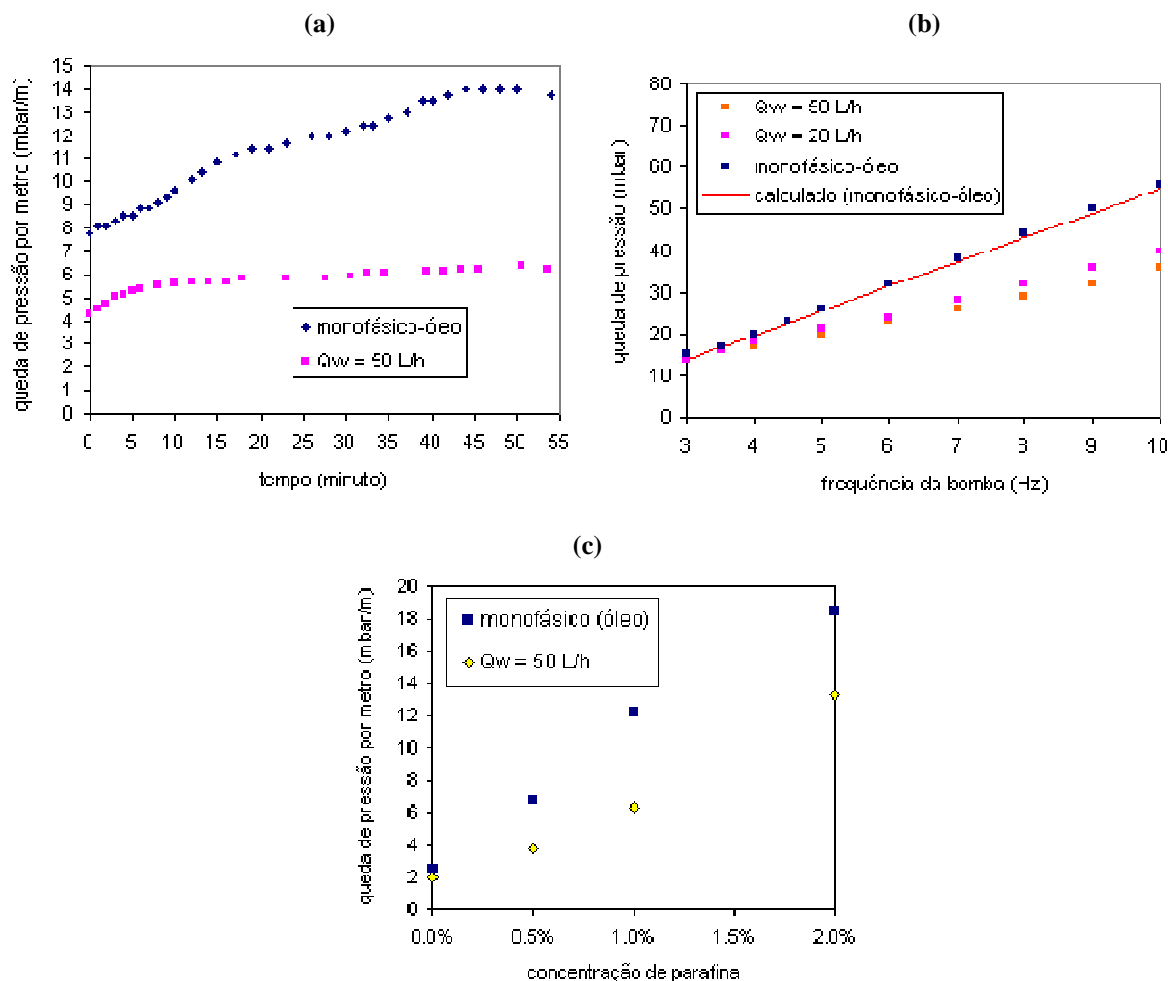 (a)
queda de pressão por metro (mbar/m)
15
14
13
12
11
10
9
8
7
6
5
4
3
2
1
0
monofásico-óeo
Qw = 50 L/h
0 5 10 15 20 25 30 35 40 45 50 55
tempo (minuto)
(b)
queda de pressão (mbar)
80
70
60
50
40
30
20
10
0
Qw = 50 L/h
Qw = 20 L/h
monofásico-óeo
calculado (monofásico-óleo)
3 4 5 6 7 8 9 10
frequência da bomba (Hz)
(c)
queda de pressão por metro (mbar/m)
20
18
16
14
12
10
8
6
4
2
0
monofásico (óleo)
Qw = 50 L/h
0.0% 0.5% 1.0% 1.5% 2.0%
concentração de parafina